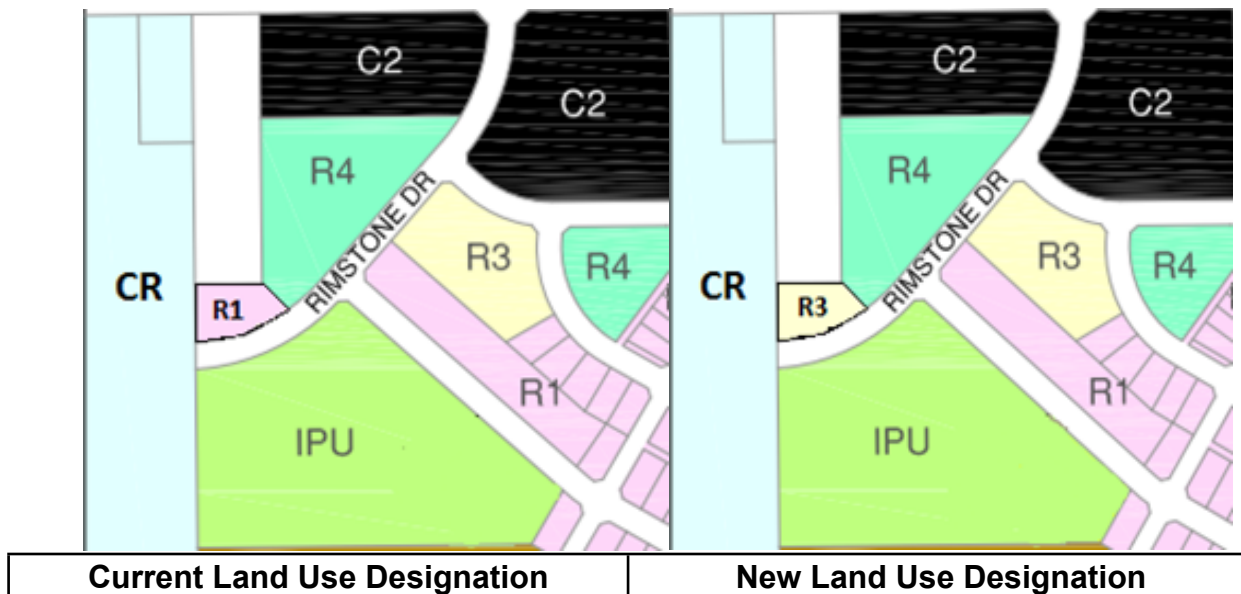 C2
C2
R4
RIMSTONE DR
R3
R4
CR
R1
R1
IPU
C2
C2
R4
RIMSTONE DR
R3
R4
CR
R3
R1
IPU
Current Land Use Designation
New Land Use Designation